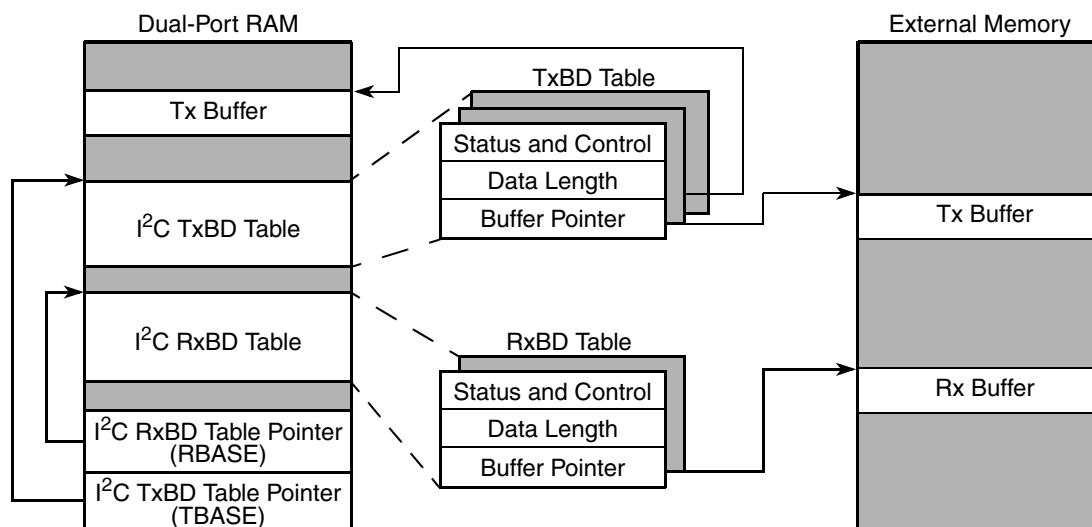 Dual-Port RAM
Tx Buffer
I²C TxBD Table
I²C RxBD Table
I²C RxBD Table Pointer
(RBASE)
I²C TxBD Table Pointer
(TBASE)
TxBD Table
Status and Control
Data Length
Buffer Pointer
RxBD Table
Status and Control
Data Length
Buffer Pointer
External Memory
Tx Buffer
Rx Buffer